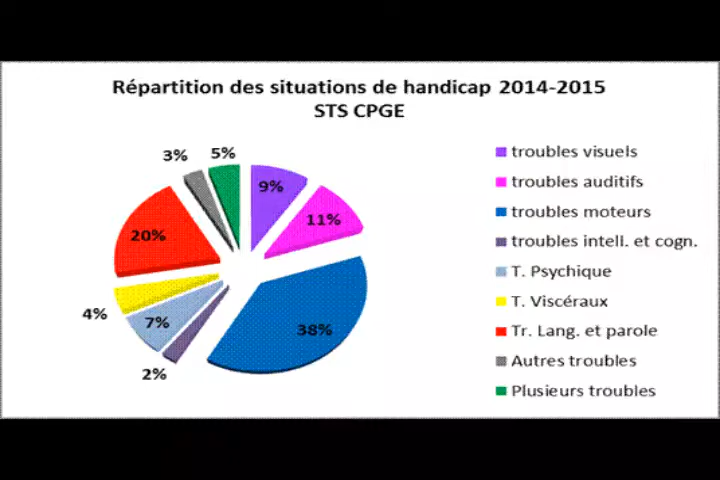 Répartition des situations de handicap 2014-2015
STS CPGE
3%
5%
9%
11%
20%
38%
4%
7%
2%
troubles visuels
troubles auditifs
troubles moteurs
troubles intell. et cogn.
T. Psychique
T. Viscéraux
Tr. Lang. et parole
Autres troubles
Plusieurs troubles